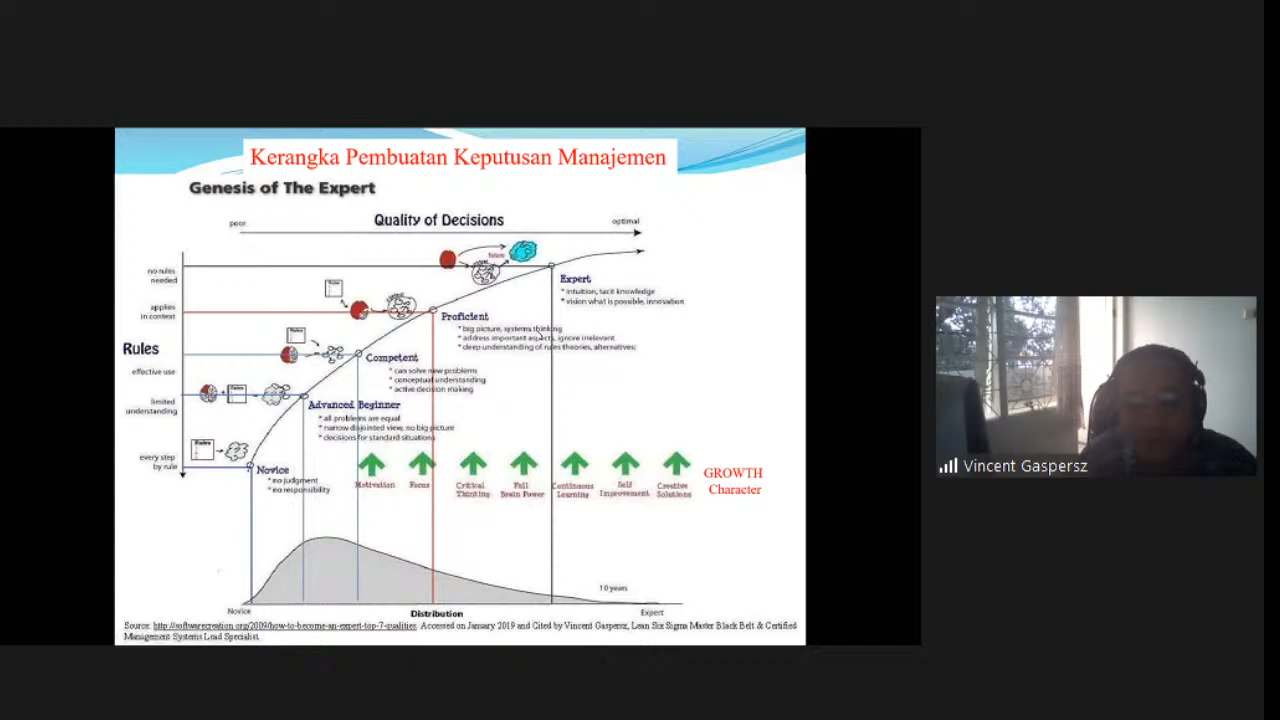 Kerangka Pembuatan Keputusan Manajemen
Genesis of The Expert
Quality of Decisions
poor
optimal
no rules
needed
applies
in context
Rules
effective use
limited
understanding
every step
by rule
future
Expert
* intuition, tacit knowledge
* vision what is possible, innovation
Proficient
* big picture, systems thinking
* address important aspects, ignore irrelevant
* deep understanding of rules theories, alternatives;
Competent
* can solve new problems
* conceptual understanding
* active decision making
Advanced Beginner
* all problems are equal
* narrow disjointed view, no big picture
* decisions for standard situations
Rules
Novice
* no judgment
* no responsibility
Motivation
Focus
Critical
Thinking
Full
Brain Power
Continuous
Learning
Self
Improvement
Creative
Solutions
GROWTH
Character
10 years
Novice
Distribution
Expert
Source: http://softwarecreation.org/2009/how-to-become-an-expert-top-7-qualities. Accessed on January 2019 and Cited by Vincent Gaspersz, Lean Six Sigma Master Black Belt & Certified
Management Systems Lead Specialist
Vincent Gaspersz